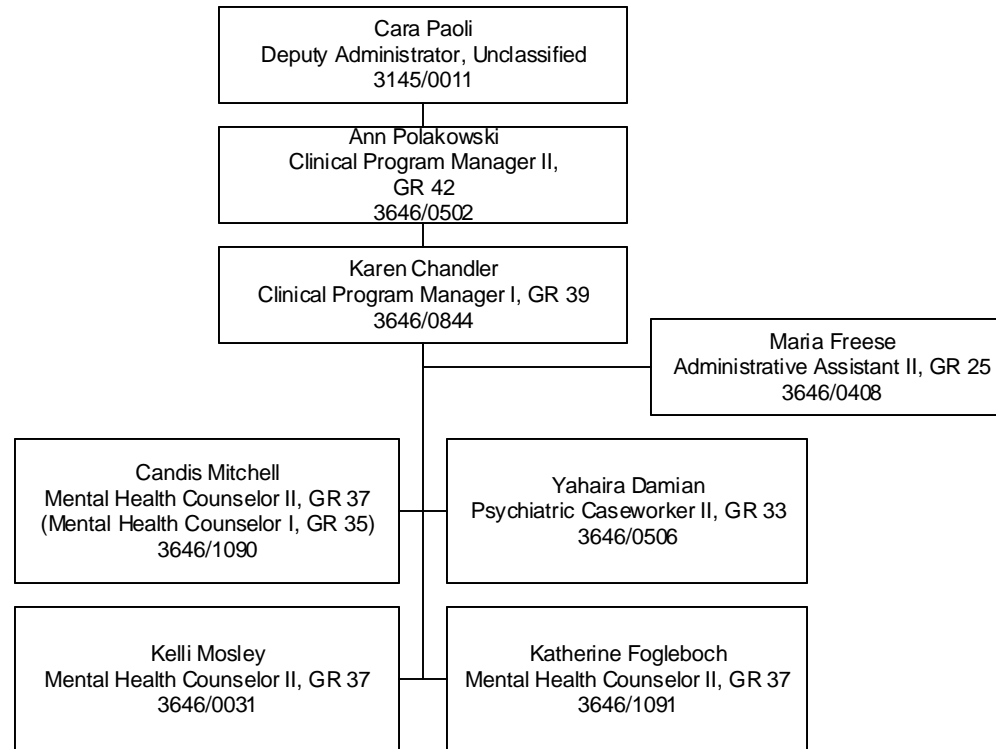 Cara Paoli
Deputy Administrator, Unclassified
3145/0011
Ann Polakowski
Clinical Program Manager II,
GR 42
3646/0502
Karen Chandler
Clinical Program Manager I, GR 39
3646/0844
Maria Freese
Administrative Assistant II, GR 25
3646/0408
Candis Mitchell
Mental Health Counselor II, GR 37
(Mental Health Counselor I, GR 35)
3646/1090
Yahaira Damian
Psychiatric Caseworker II, GR 33
3646/0506
Kelli Mosley
Mental Health Counselor II, GR 37
3646/0031
Katherine Fogleboch
Mental Health Counselor II, GR 37
3646/1091